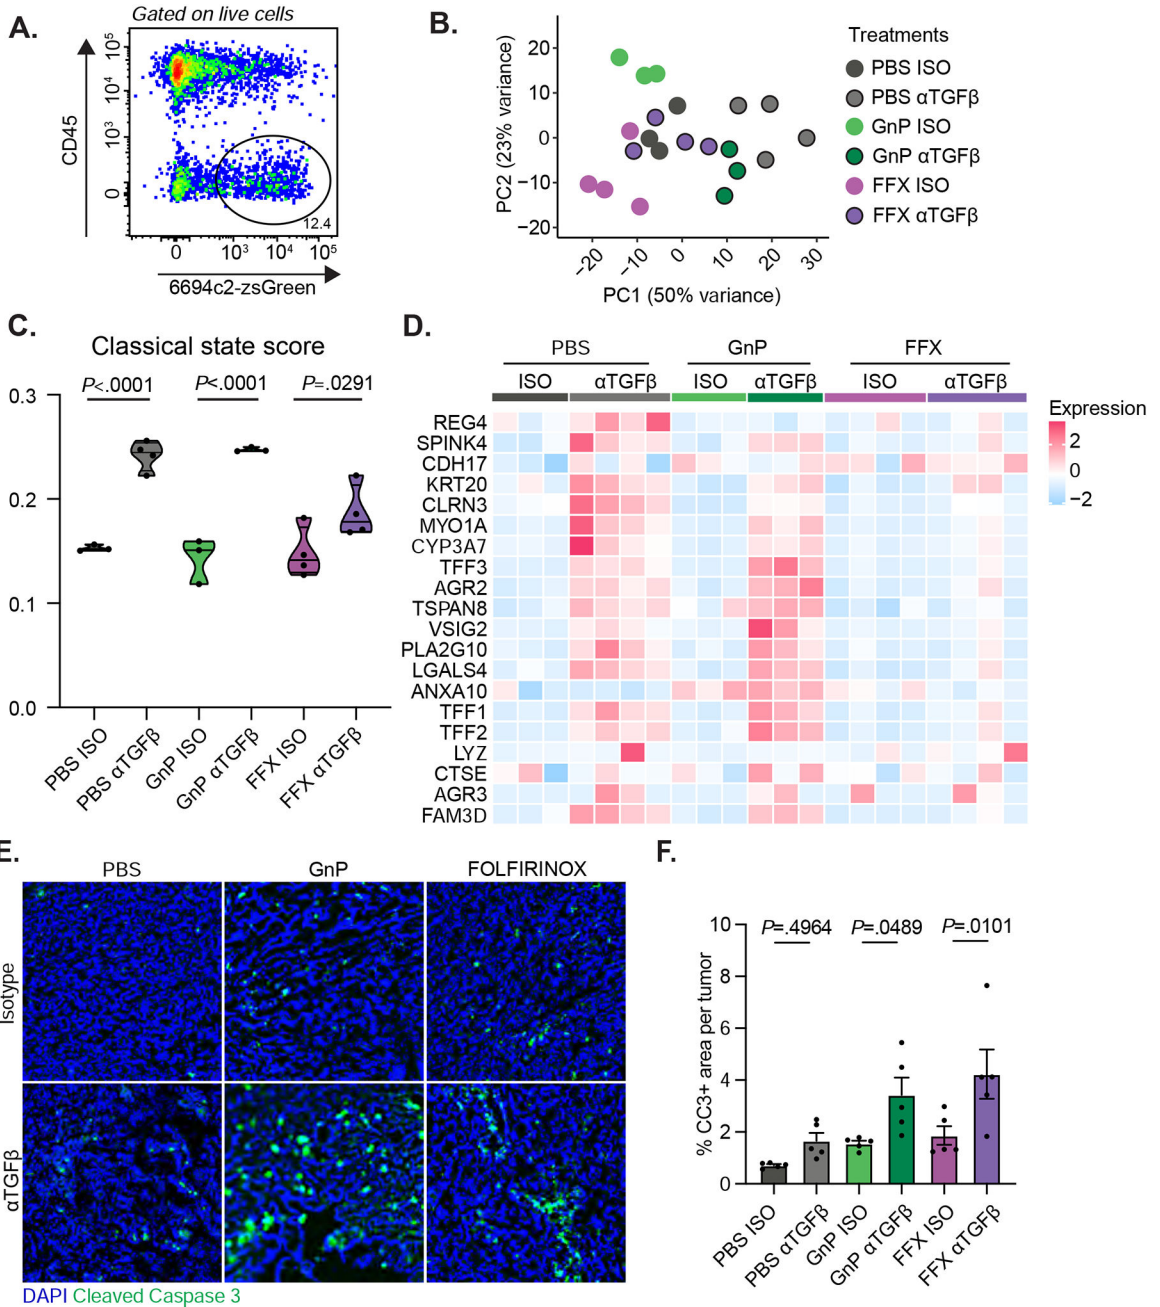 A.
Gated on live cells
CD45
10⁵
10⁴
10³
0
12.4
0 10³ 10⁴ 10⁵
6694c2-zsGreen
B.
PC2 (23% variance)
20
10
0
−10
−20
−20 −10 0 10 20 30
PC1 (50% variance)
Treatments
PBS ISO
PBS αTGFβ
GnP ISO
GnP αTGFβ
FFX ISO
FFX αTGFβ
C.
Classical state score
P<.0001 P<.0001 P=.0291
0.3
0.2
0.1
0.0
PBS ISO
PBS αTGFβ
GnP ISO
GnP αTGFβ
FFX ISO
FFX αTGFβ
D.
PBS GnP FFX
ISO αTGFβ ISO αTGFβ ISO αTGFβ
REG4
SPINK4
CDH17
KRT20
CLRN3
MYO1A
CYP3A7
TFF3
AGR2
TSPAN8
VSIG2
PLA2G10
LGALS4
ANXA10
TFF1
TFF2
LYZ
CTSE
AGR3
FAM3D
Expression
2
0
−2
E.
PBS GnP FOLFIRINOX
Isotype
αTGFβ
DAPI Cleaved Caspase 3
F.
% CC3+ area per tumor
P=.4964 P=.0489 P=.0101
10
8
6
4
2
0
PBS ISO
PBS αTGFβ
GnP ISO
GnP αTGFβ
FFX ISO
FFX αTGFβ